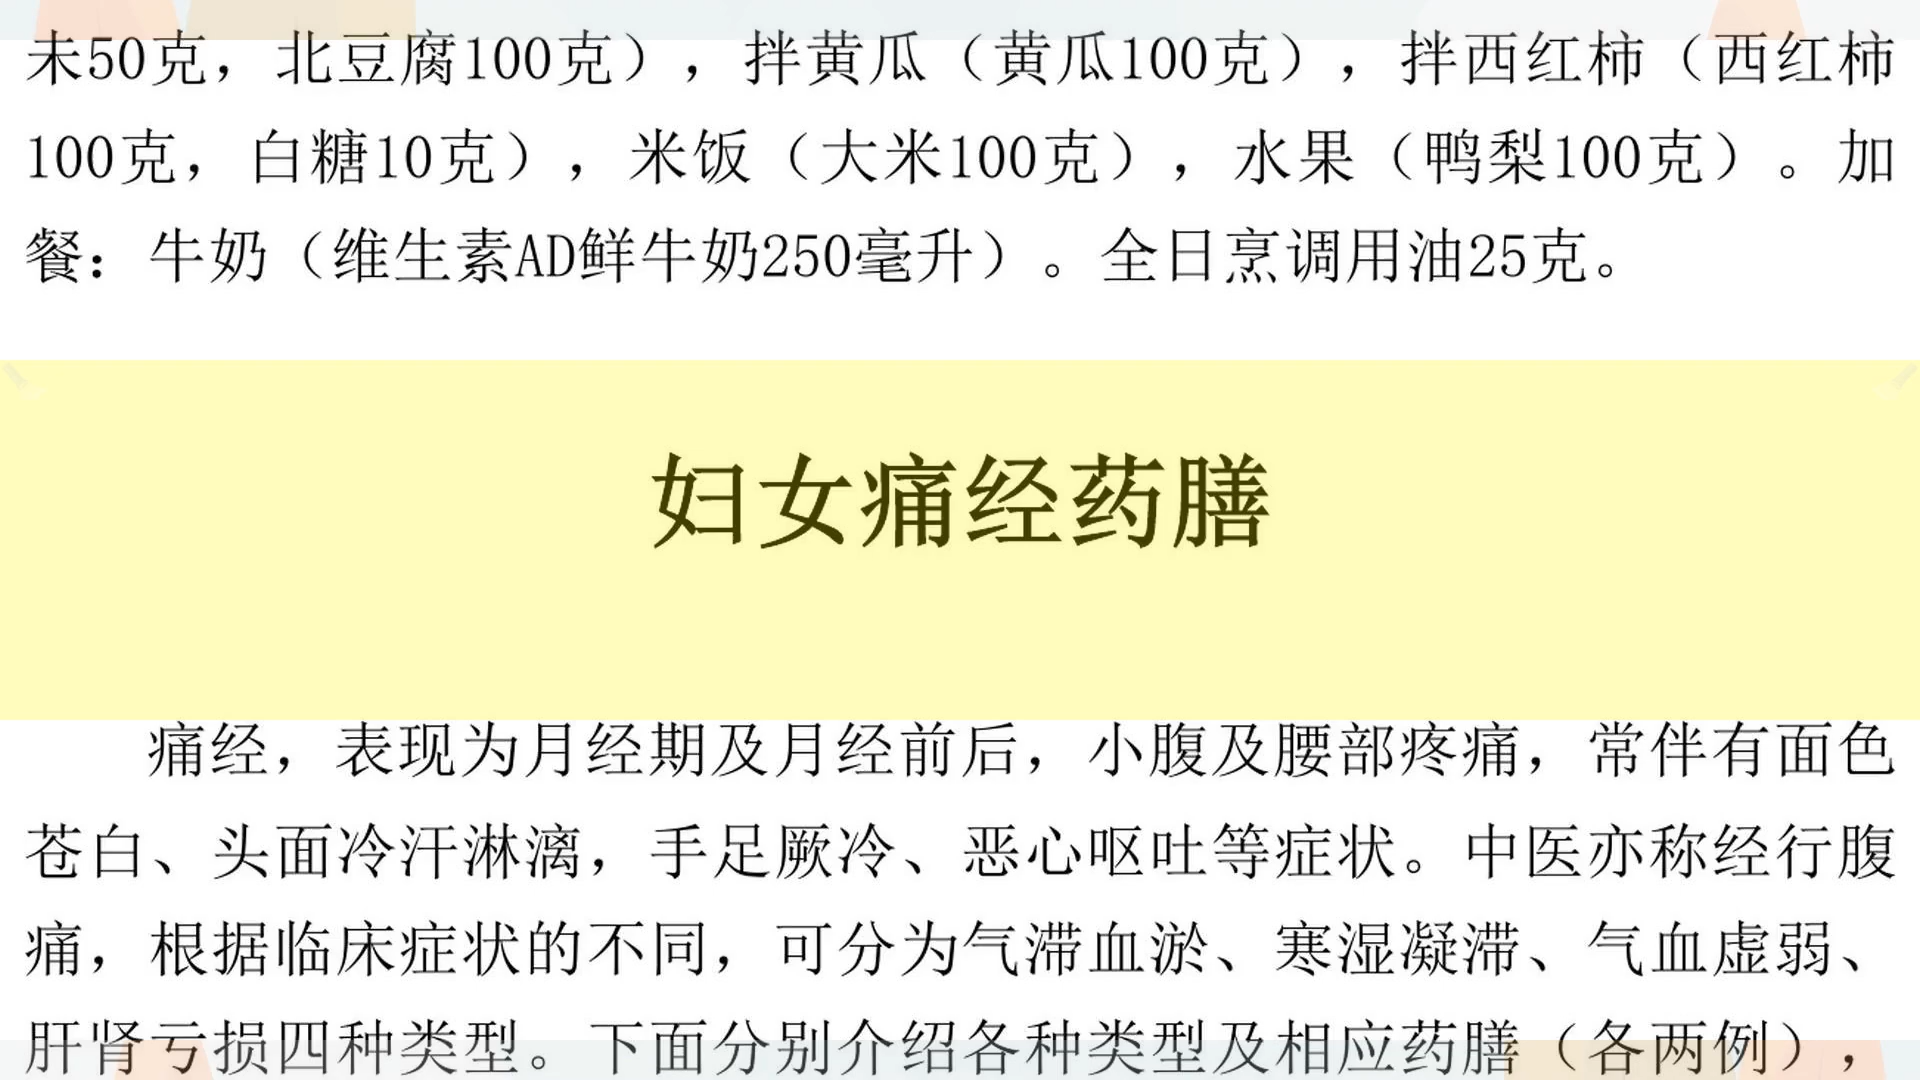 未50克，北豆腐100克），拌黄瓜（黄瓜100克），拌西红柿（西红柿
100克，白糖10克），米饭（大米100克），水果（鸭梨100克）。加
餐：牛奶（维生素AD鲜牛奶250毫升）。全日烹调用油25克。
妇女痛经药膳
痛经，表现为月经期及月经前后，小腹及腰部疼痛，常伴有面色
苍白、头面冷汗淋漓，手足厥冷、恶心呕吐等症状。中医亦称经行腹
痛，根据临床症状的不同，可分为气滞血淤、寒湿凝滞、气血虚弱、
肝肾亏损四种类型。下面分别介绍各种类型及相应药膳（各两例），